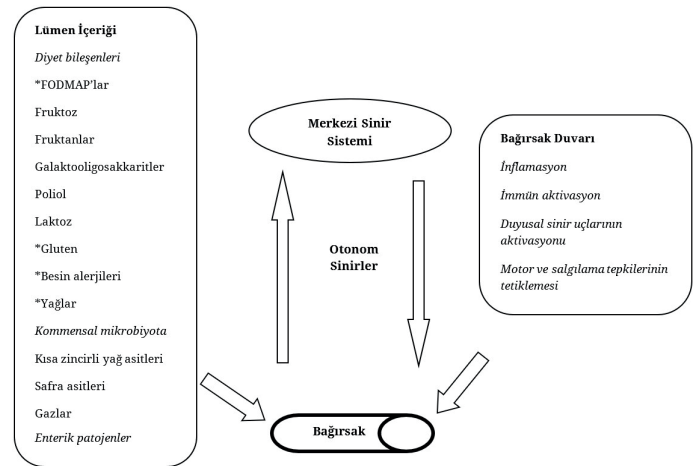 Lümen İçeriği
Diyet bileşenleri
*FODMAP'lar
Fruktoz
Fruktanlar
Galaktooligosakkaritler
Poliol
Laktoz
*Gluten
*Besin alerjileri
*Yağlar
Kommensal mikrobiyota
Kısa zincirli yağ asitleri
Safra asitleri
Gazlar
Enterik patojenler
Merkezi Sinir
Sistemi
Otonom
Sinirler
Bağırsak
Bağırsak Duvarı
İnflamasyon
İmmün aktivasyon
Duyusal sinir uçlarının
aktivasyonu
Motor ve salgılama tepkilerinin
tetiklemesi